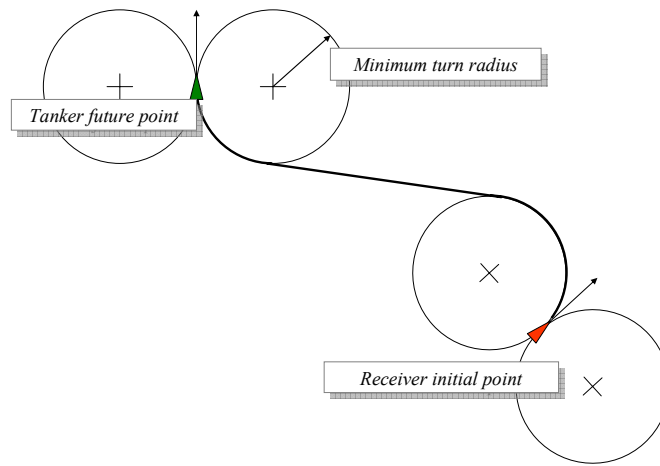 Minimum turn radius
Tanker future point
Receiver initial point